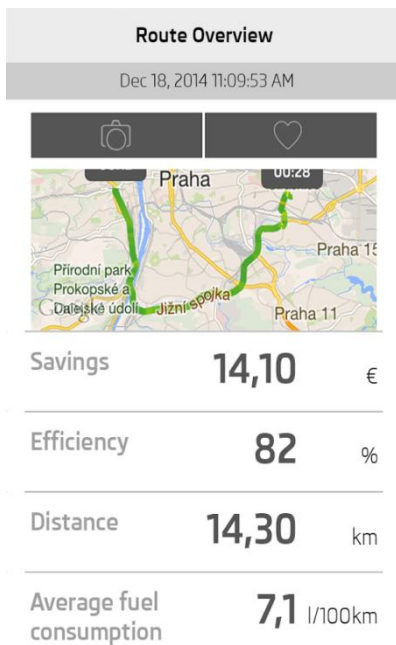 Route Overview
Dec 18, 2014 11:09:53 AM
Praha
00:28
Praha 15
Přírodní park
Prokopské a
Dalejské údolí
Jižní spojka
Praha 11
Savings 14,10 €
Efficiency 82 %
Distance 14,30 km
Average fuel
consumption 7,1 l/100km